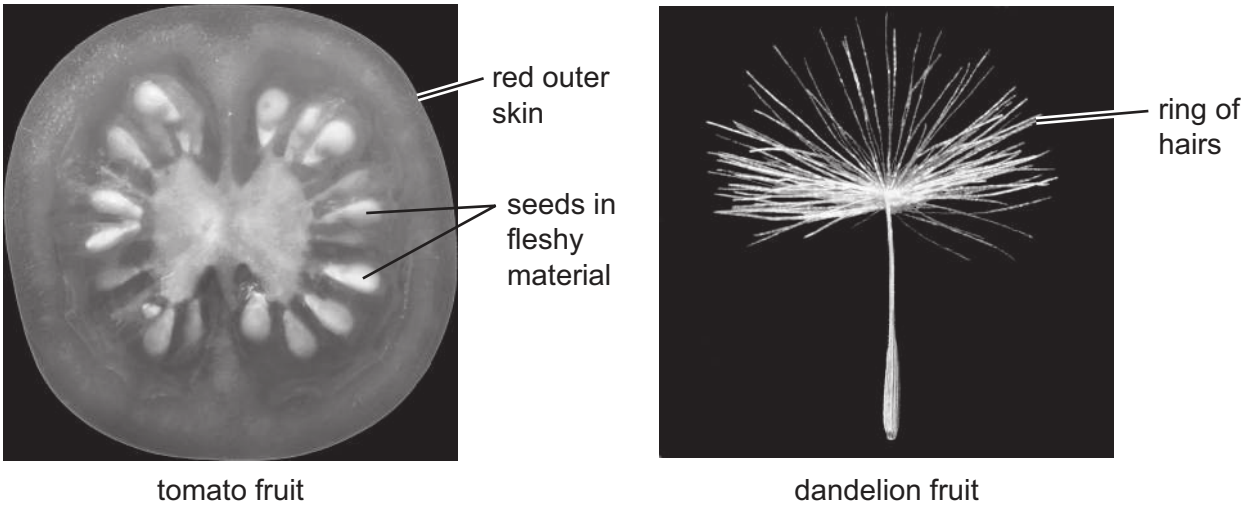 red outer
skin
seeds in
fleshy
material
tomato fruit
ring of
hairs
dandelion fruit